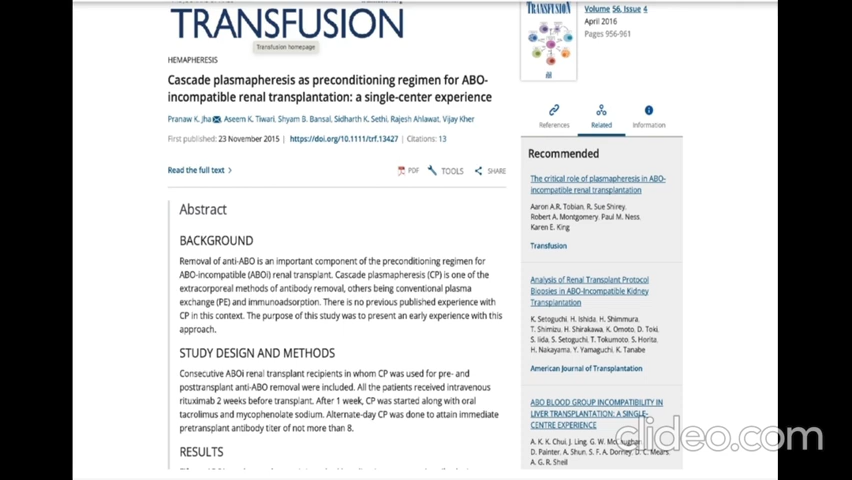 TRANSFUSION
Transfusion homepage
HEMAPHERESIS
Cascade plasmapheresis as preconditioning regimen for ABO-
incompatible renal transplantation: a single-center experience
Pranaw K. Jha, Aseem K. Tiwari, Shyam B. Bansal, Sidharth K. Sethi, Rajesh Ahlawat, Vijay Kher
First published: 23 November 2015 | https://doi.org/10.1111/trf.13427 | Citations: 13
Read the full text >
PDF TOOLS SHARE
Abstract
BACKGROUND
Removal of anti-ABO is an important component of the preconditioning regimen for
ABO-incompatible (ABOi) renal transplant. Cascade plasmapheresis (CP) is one of the
extracorporeal methods of antibody removal, others being conventional plasma
exchange (PE) and immunoadsorption. There is no previous published experience with
CP in this context. The purpose of this study was to present an early experience with this
approach.
STUDY DESIGN AND METHODS
Consecutive ABOi renal transplant recipients in whom CP was used for pre- and
posttransplant anti-ABO removal were included. All the patients received intravenous
rituximab 2 weeks before transplant. After 1 week, CP was started along with oral
tacrolimus and mycophenolate sodium. Alternate-day CP was done to attain immediate
pretransplant antibody titer of not more than 8.
RESULTS
TRANSFUSION
Volume 56, Issue 4
April 2016
Pages 956-961
References Related Information
Recommended
The critical role of plasmapheresis in ABO-
incompatible renal transplantation
Aaron A.R. Tobian, R. Sue Shirey,
Robert A. Montgomery, Paul M. Ness,
Karen E. King
Transfusion
Analysis of Renal Transplant Protocol
Biopsies in ABO-Incompatible Kidney
Transplantation
K. Setoguchi, H. Ishida, H. Shimmura,
T. Shimizu, H. Shirakawa, K. Omoto, D. Toki,
S. Iida, S. Setoguchi, T. Tokumoto, S. Horita,
H. Nakayama, Y. Yamaguchi, K. Tanabe
American Journal of Transplantation
ABO BLOOD GROUP INCOMPATIBILITY IN
LIVER TRANSPLANTATION: A SINGLE-
CENTRE EXPERIENCE
A. K. K. Chui, J. Ling, G. W. McCaughan,
D. Painter, A. Shun, S. F. A. Dorney, D. C. Mears,
A. G. R. Sheil
clideo.com